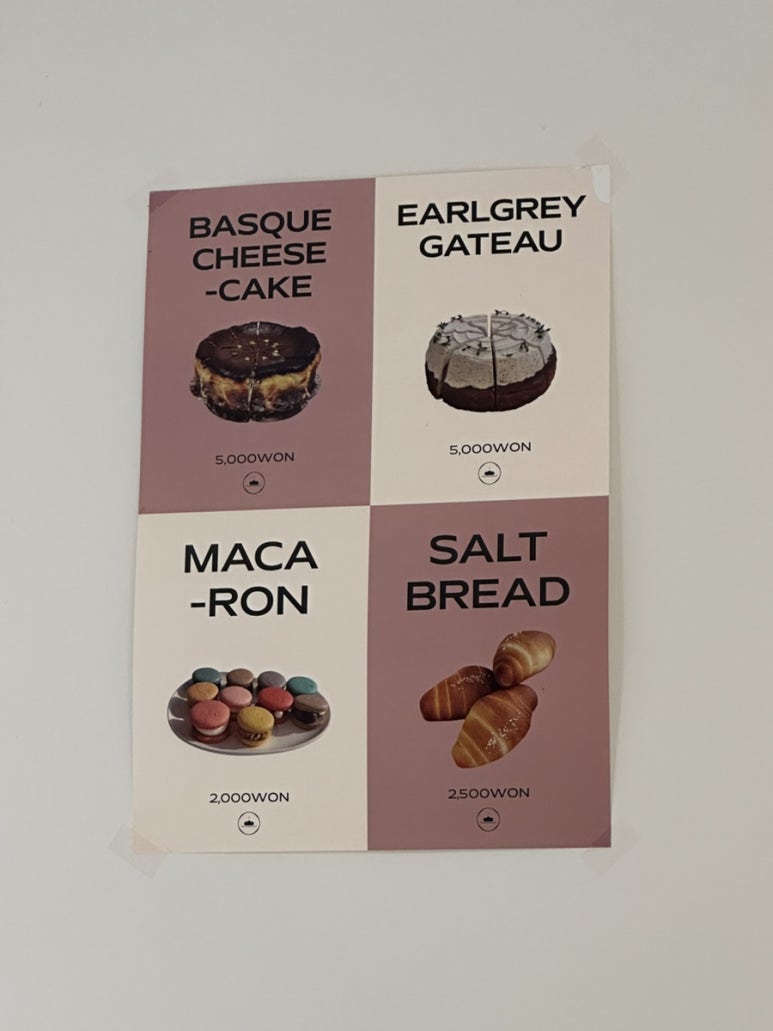 BASQUE
CHEESE
-CAKE
5,000WON
EARLGREY
GATEAU
5,000WON
MACA
-RON
2,000WON
SALT
BREAD
2,500WON